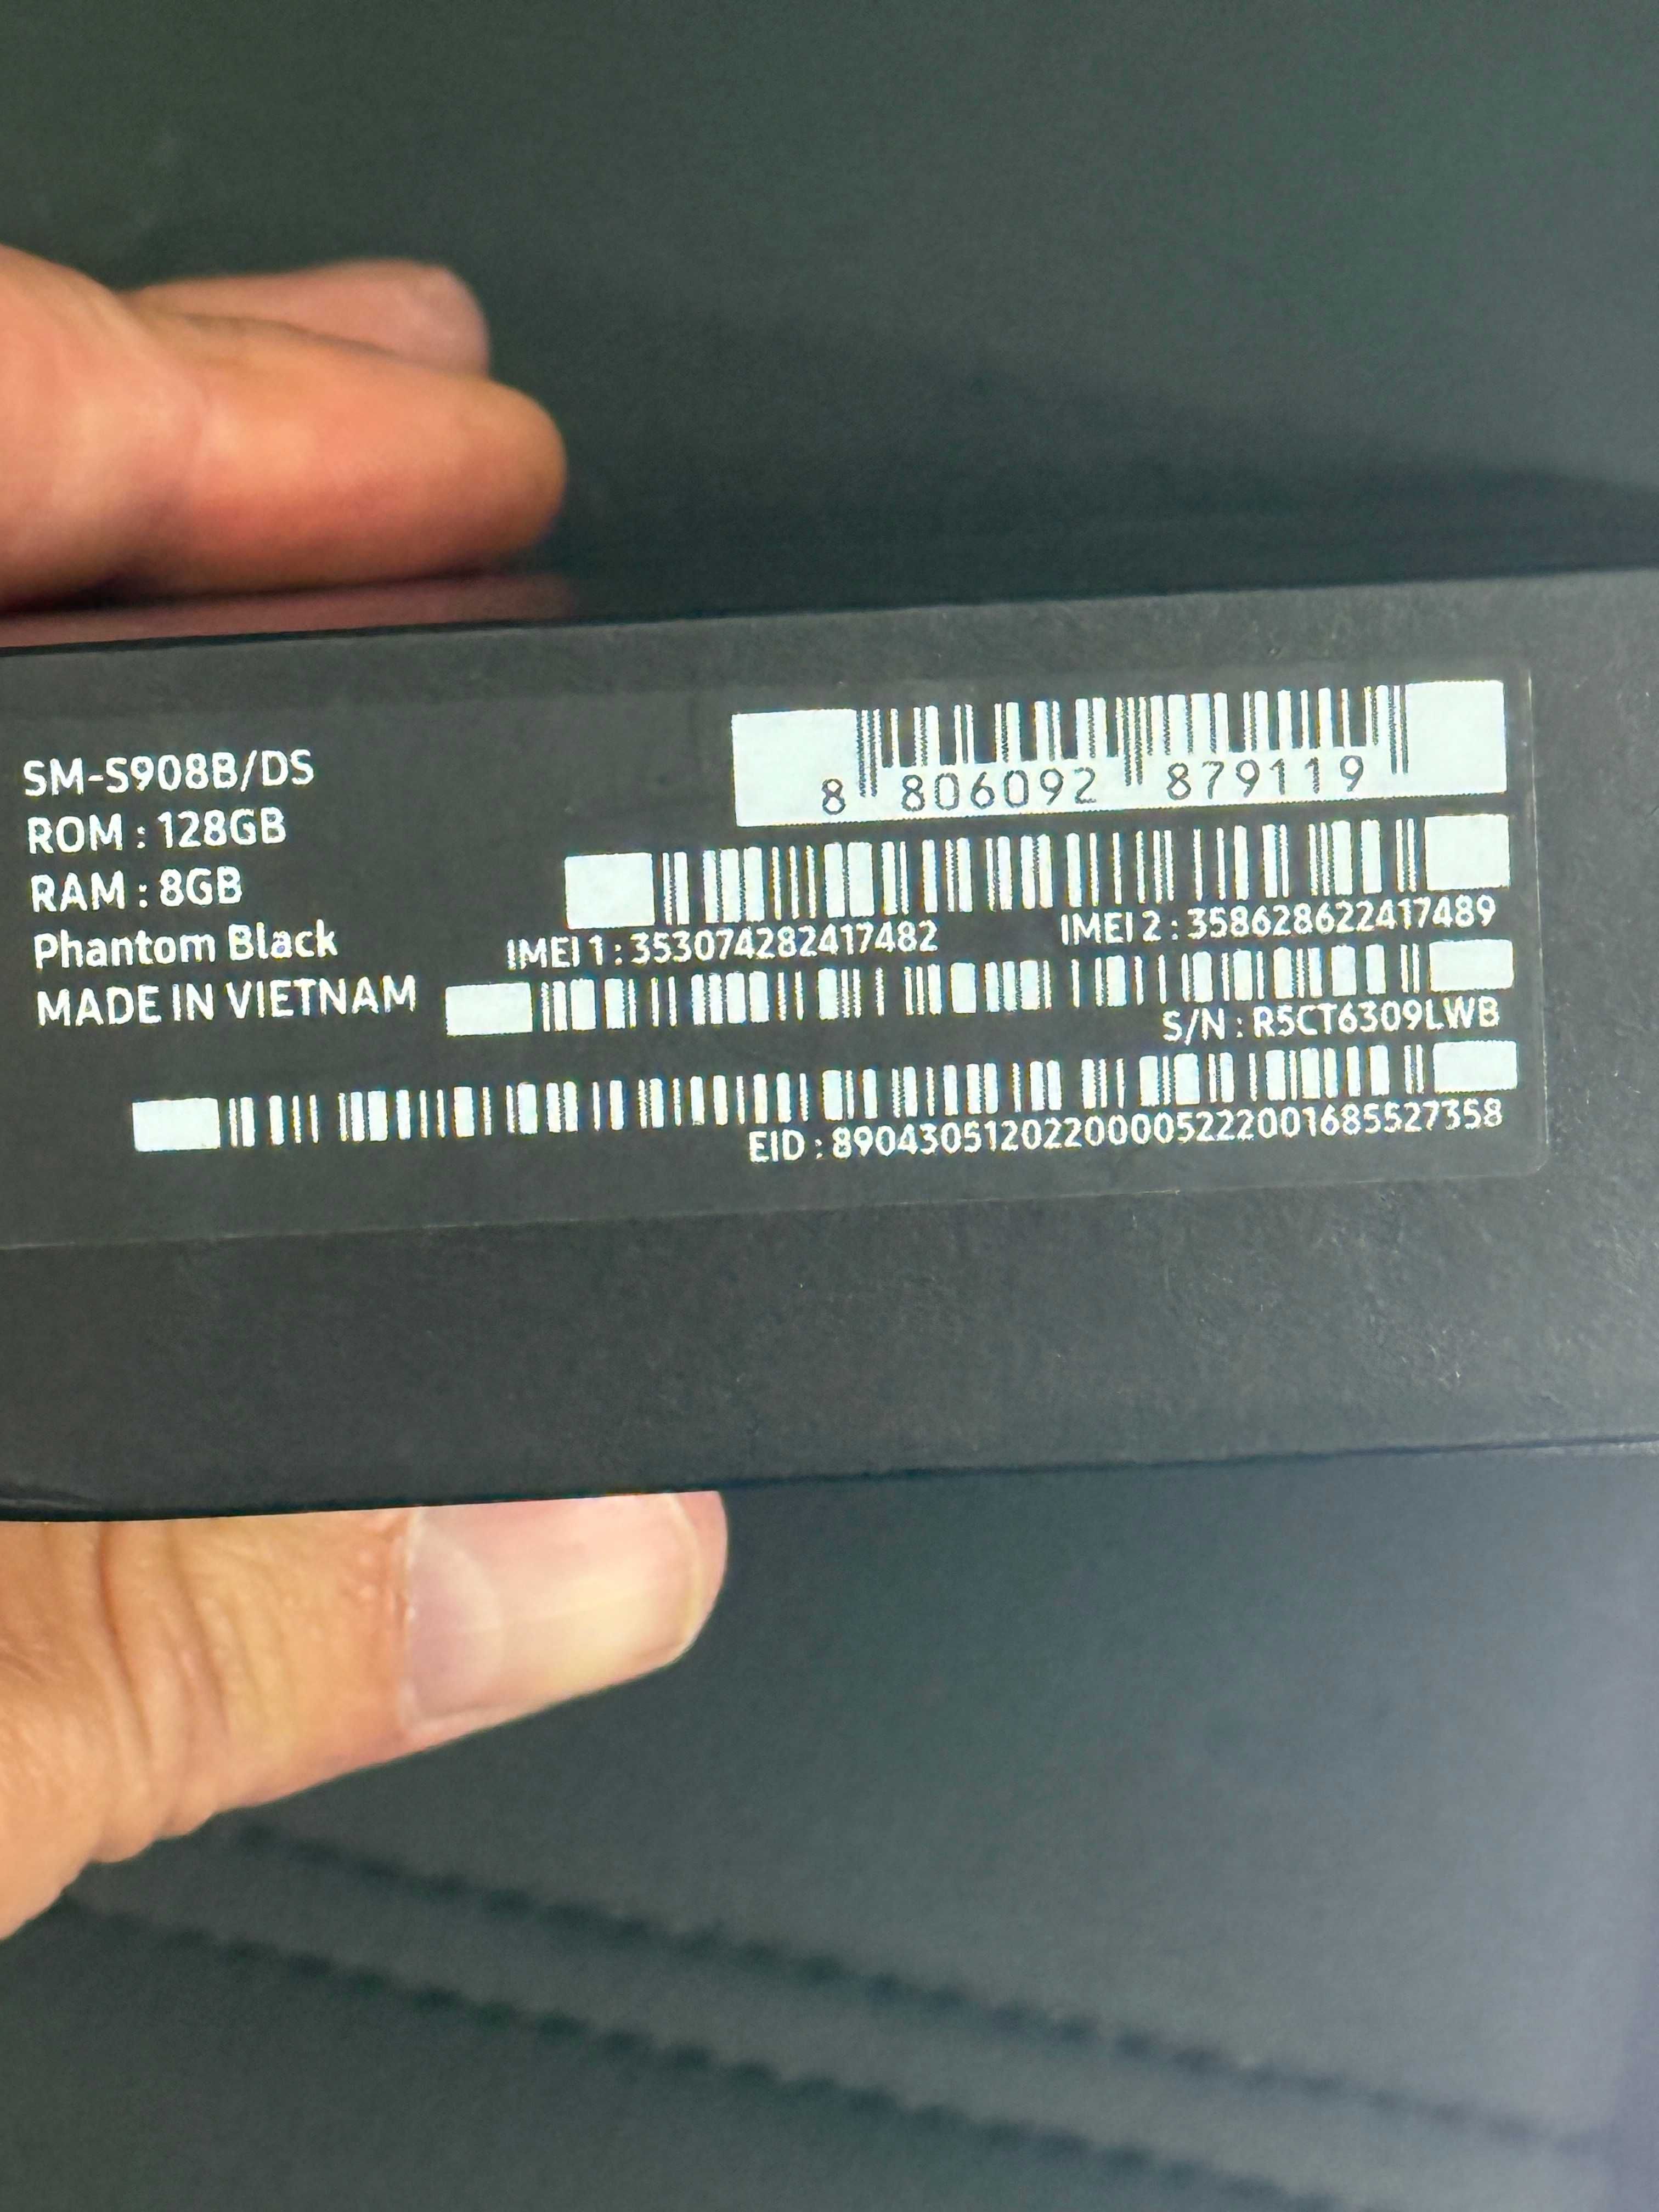 SM-S908B/DS
ROM : 128GB
RAM : 8GB
Phantom Black
MADE IN VIETNAM
8 806092 879119
IMEI 1 : 353074282417482 IMEI 2 : 358628622417489
S/N : R5CT6309LWB
EID : 89043051202200005222001685527358